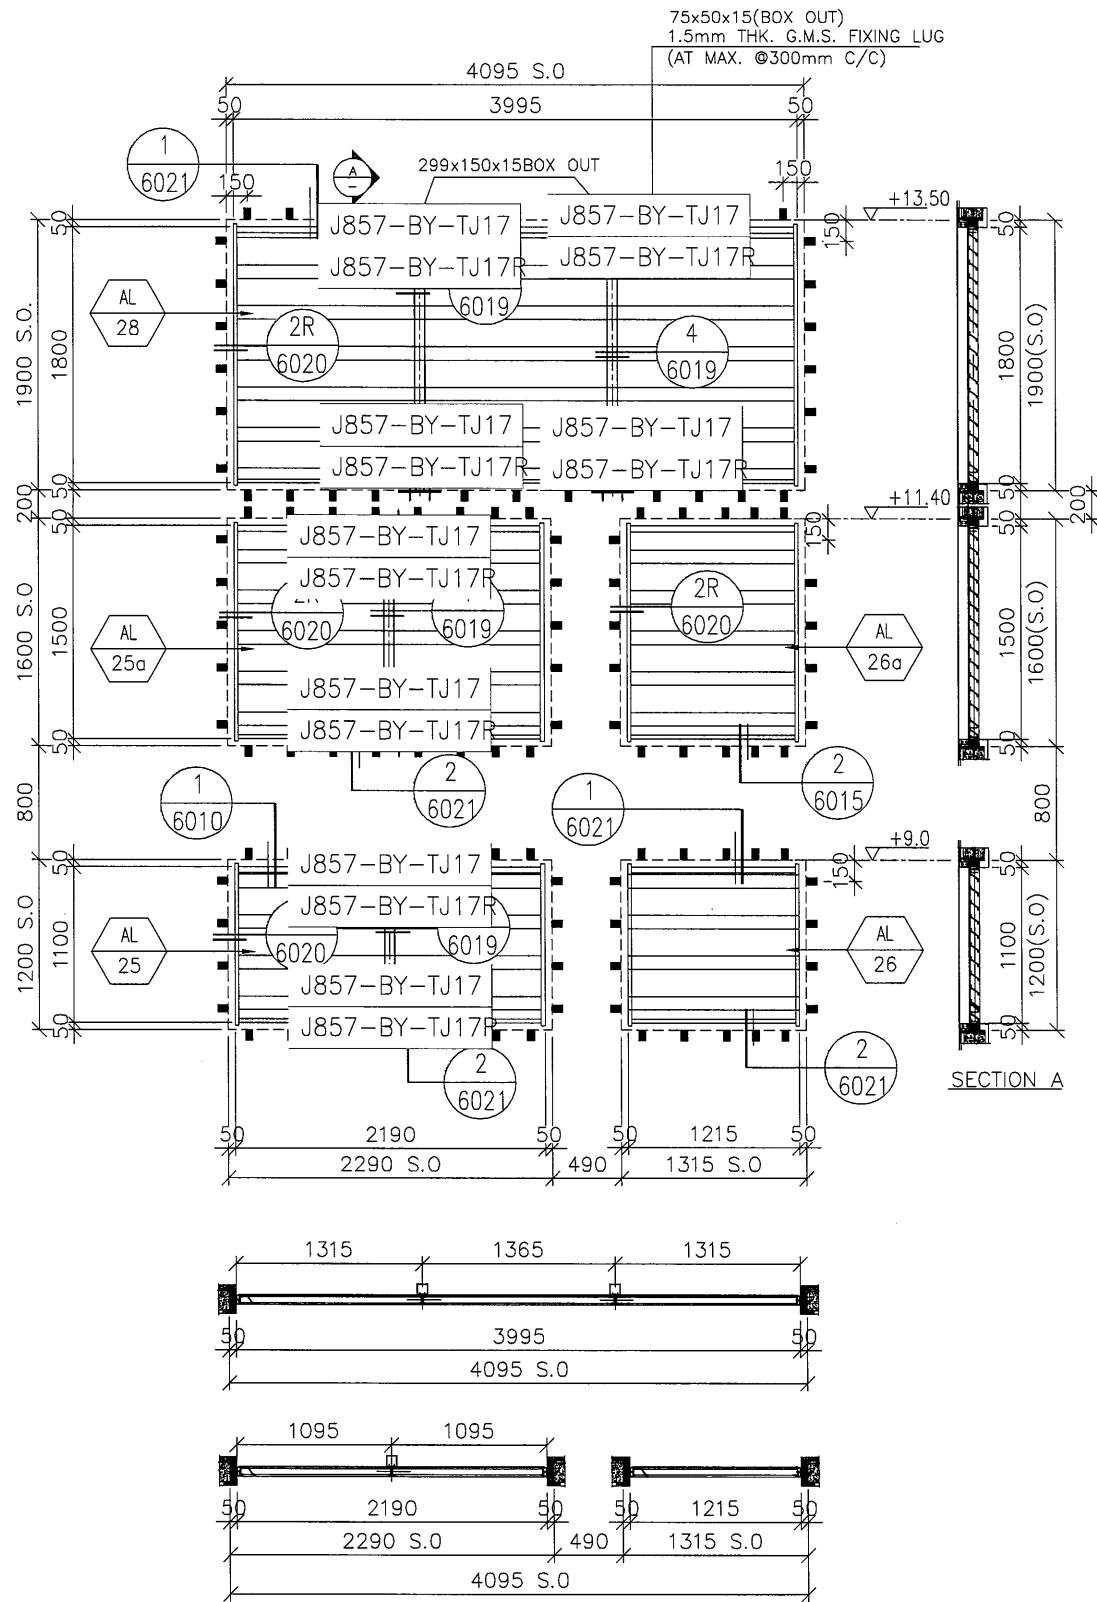 75x50x15(BOX OUT)
1.5mm THK. G.M.S. FIXING LUG
(AT MAX. @300mm C/C)
4095 S.O
50 3995 50
1
6021
150
A
-
299x150x15BOX OUT
150
J857-BY-TJ17
J857-BY-TJ17R
J857-BY-TJ17
J857-BY-TJ17R
+13.50
50
150
50
AL
28
6019
2R
6020
4
6019
1900 S.O.
1800
1800
1900(S.O)
J857-BY-TJ17
J857-BY-TJ17R
J857-BY-TJ17
J857-BY-TJ17R
50
200
50
50
200
+11.40
50
150
50
J857-BY-TJ17
J857-BY-TJ17R
2R
6020
6019
2R
6020
1600 S.O
1500
AL
25a
AL
26a
1500
1600(S.O)
J857-BY-TJ17
J857-BY-TJ17R
50
50
2
6021
2
6015
800
1
6010
1
6021
800
J857-BY-TJ17
J857-BY-TJ17R
+9.0
50
150
50
6020
6019
1200 S.O
1100
AL
25
AL
26
1100
1200(S.O)
J857-BY-TJ17
J857-BY-TJ17R
50
50
2
6021
2
6021
SECTION A
50 2190 50 50 1215 50
2290 S.O 490 1315 S.O
1315 1365 1315
50 3995 50
4095 S.O
1095 1095
50 2190 50 50 1215 50
2290 S.O 490 1315 S.O
4095 S.O